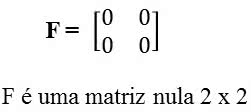 F = [0 0
0 0]
F é uma matriz nula 2 x 2